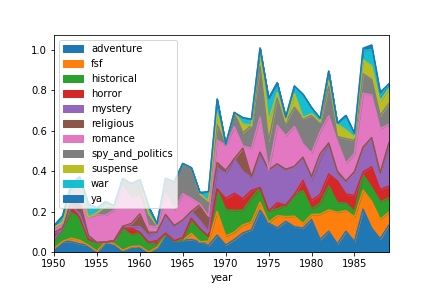 adventure
fsf
historical
horror
mystery
religious
romance
spy_and_politics
suspense
war
ya
1.0
0.8
0.6
0.4
0.2
0.0
1950 1955 1960 1965 1970 1975 1980 1985
year